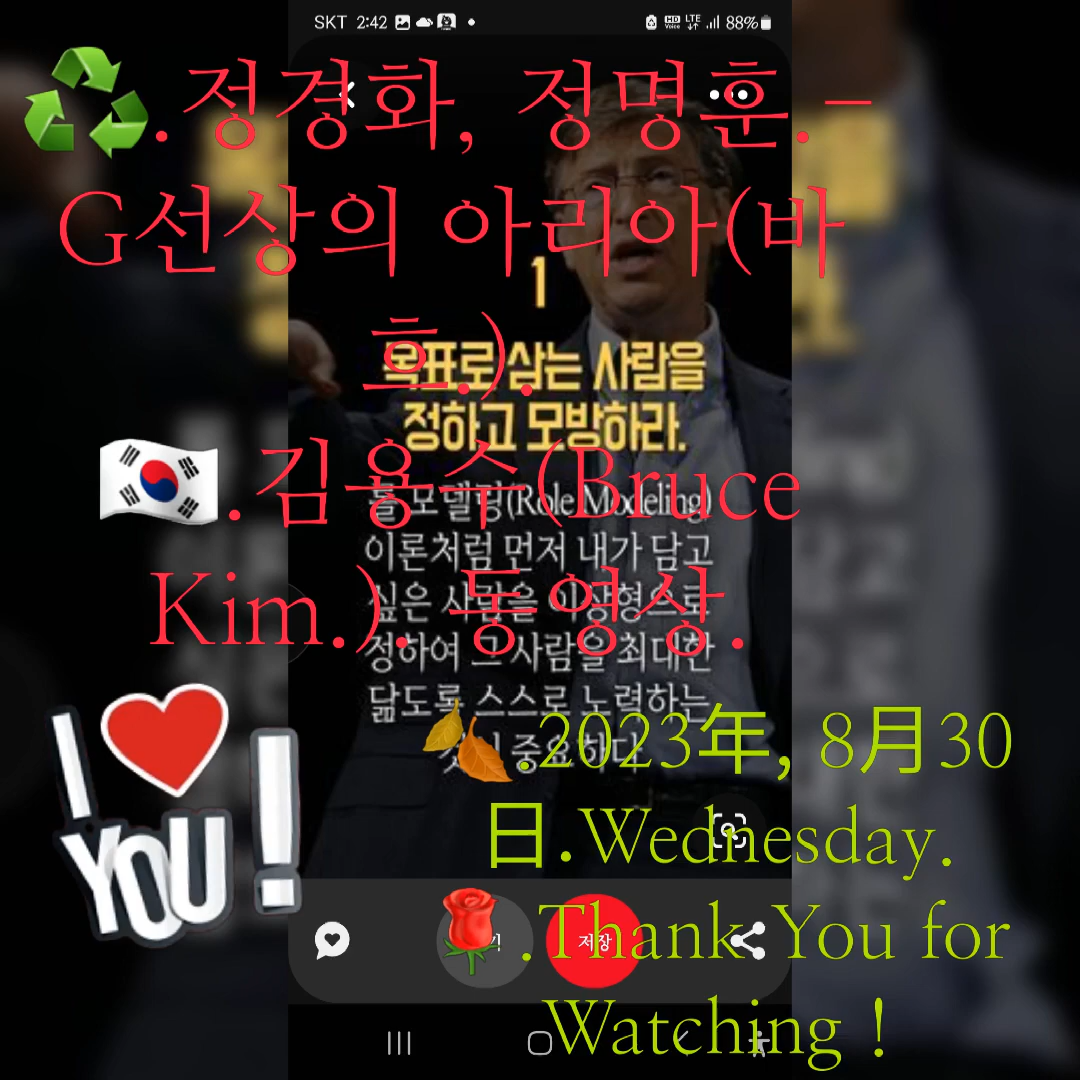 SKT 2:42
HD Voice LTE 88%
.정경화, 정명훈. -
G선상의 아리아(바
흐.).
1
목표로 삼는 사람을
정하고 모방하라.
.김용수(Bruce
Kim.). 동영상.
롤 모델링(Role Modeling)
이론처럼 먼저 내가 담고
싶은 사람을 이상형으로
정하여 그 사람을 최대한
닮도록 스스로 노력하는
것이 중요하다
I
YOU!
.2023年, 8月30
日.Wednesday.
.Thank You for
Watching !
저장